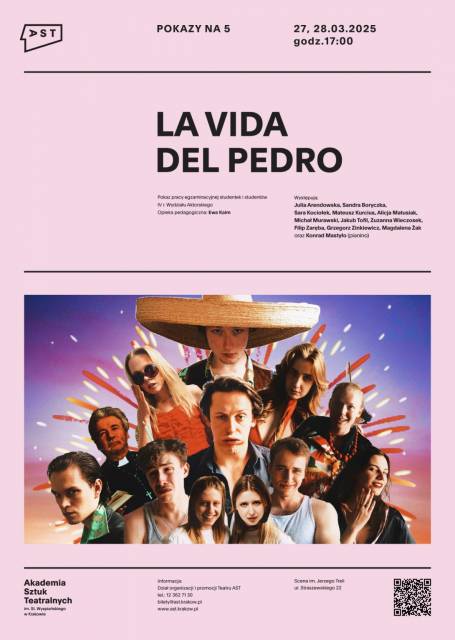 AST
POKAZY NA 5
27, 28.03.2025
godz.17:00
LA VIDA
DEL PEDRO
Pokaz pracy egzaminacyjnej studentek i studentów
IV r. Wydziału Aktorskiego
Opieka pedagogiczna: Ewa Kaim
Występują:
Julia Arendowska, Sandra Boryczka,
Sara Kociołek, Mateusz Kurcius, Alicja Matusiak,
Michał Murawski, Jakub Tofil, Zuzanna Wieczosek,
Filip Zaręba, Grzegorz Zinkiewicz, Magdalena Żak
oraz Konrad Mastyło (pianino)
Akademia
Sztuk
Teatralnych
im. St. Wyspiańskiego
w Krakowie
Informacja:
Dział organizacji i promocji Teatru AST
tel.: 12 362 71 30
bilety@ast.krakow.pl
www.ast.krakow.pl
Scena im. Jerzego Treli
ul. Straszewskiego 22